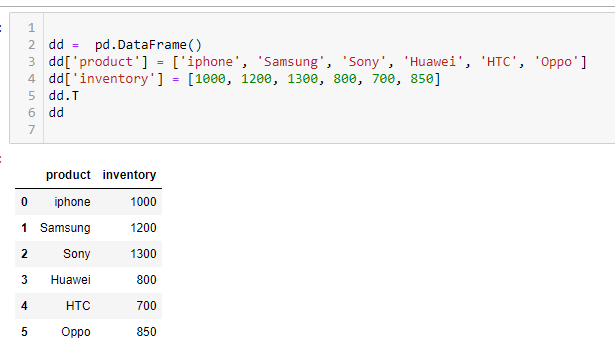 1
2 dd =  pd.DataFrame()
3 dd['product'] = ['iphone', 'Samsung', 'Sony', 'Huawei', 'HTC', 'Oppo']
4 dd['inventory'] = [1000, 1200, 1300, 800, 700, 850]
5 dd.T
6 dd
7
product inventory
0 iphone 1000
1 Samsung 1200
2 Sony 1300
3 Huawei 800
4 HTC 700
5 Oppo 850